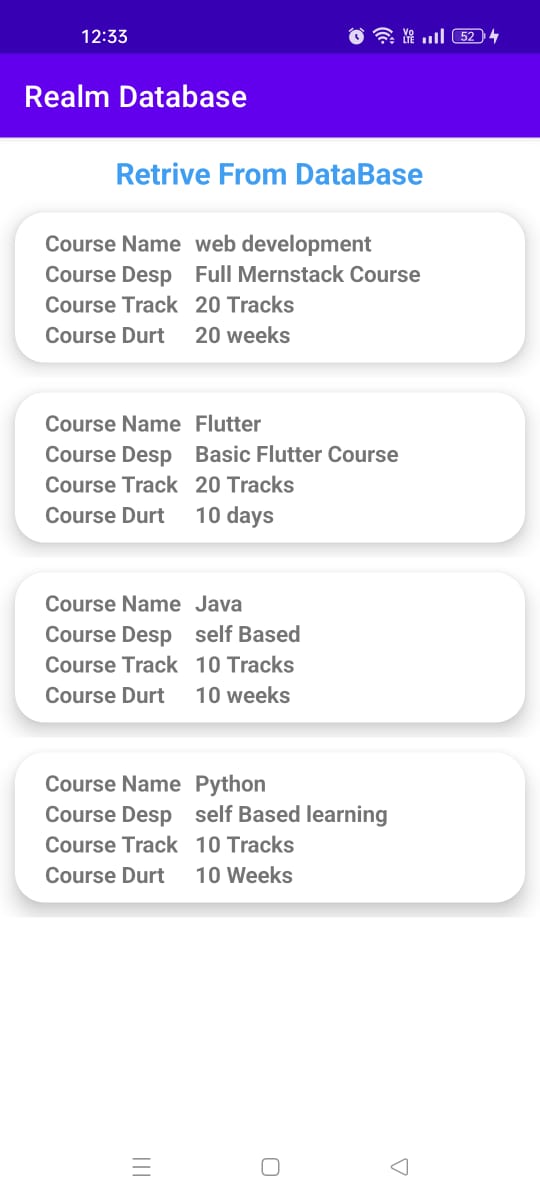 12:33
Vo LTE
52
Realm Database
Retrive From DataBase
Course Name web development
Course Desp Full Mernstack Course
Course Track 20 Tracks
Course Durt 20 weeks
Course Name Flutter
Course Desp Basic Flutter Course
Course Track 20 Tracks
Course Durt 10 days
Course Name Java
Course Desp self Based
Course Track 10 Tracks
Course Durt 10 weeks
Course Name Python
Course Desp self Based learning
Course Track 10 Tracks
Course Durt 10 Weeks